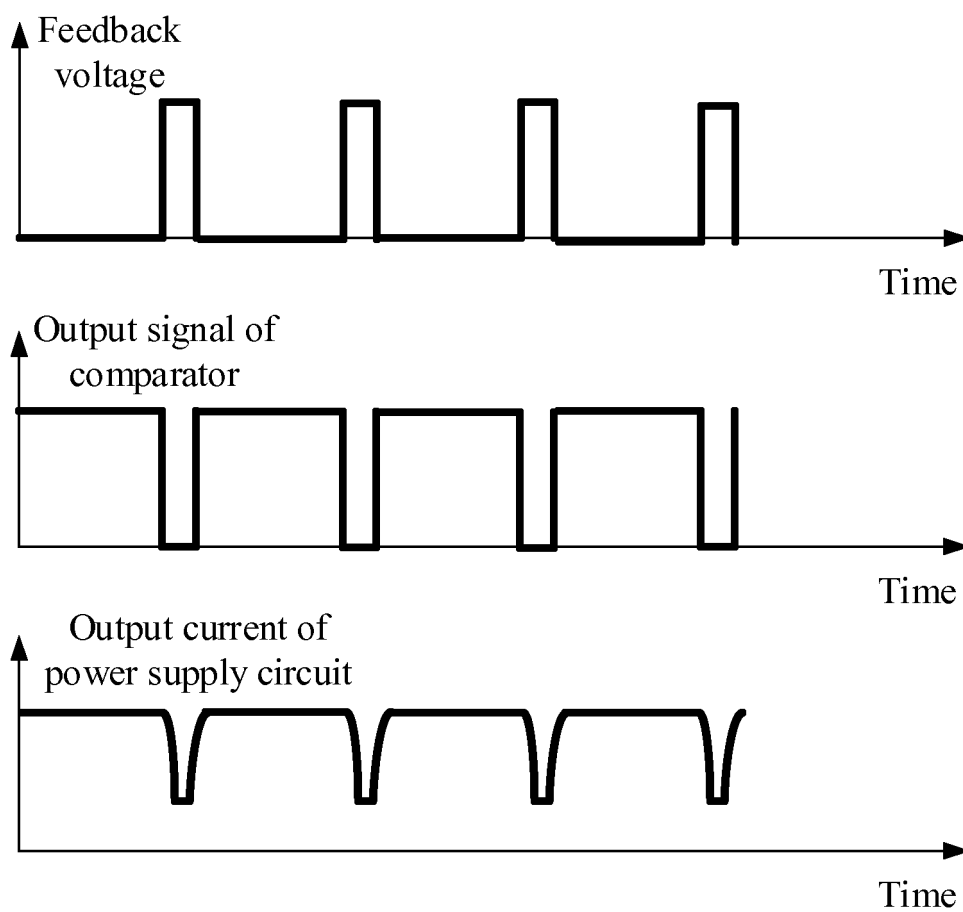 Feedback
voltage
Time
Output signal of
comparator
Time
Output current of
power supply circuit
Time